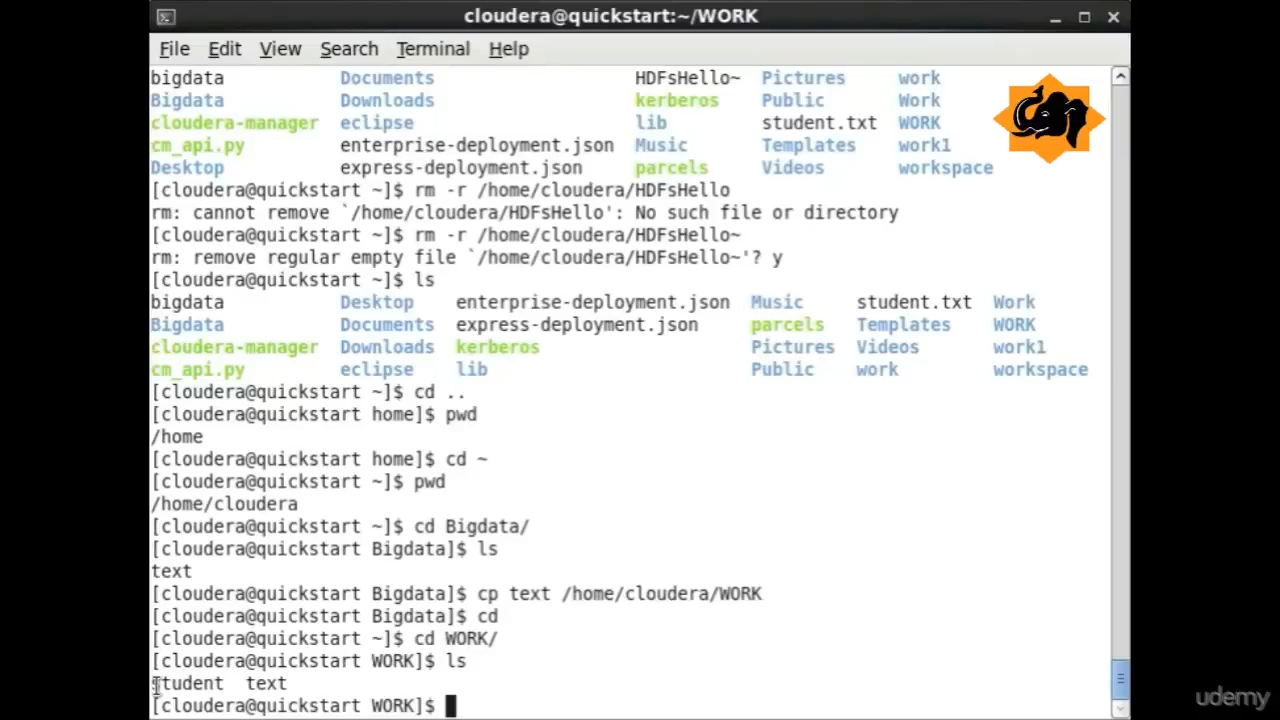 cloudera@quickstart:~/WORK
File Edit View Search Terminal Help
bigdata Documents HDFsHello~ Pictures work
Bigdata Downloads kerberos Public Work
cloudera-manager eclipse lib student.txt WORK
cm_api.py enterprise-deployment.json Music Templates work1
Desktop express-deployment.json parcels Videos workspace
[cloudera@quickstart ~]$ rm -r /home/cloudera/HDFsHello
rm: cannot remove `/home/cloudera/HDFsHello': No such file or directory
[cloudera@quickstart ~]$ rm -r /home/cloudera/HDFsHello~
rm: remove regular empty file `/home/cloudera/HDFsHello~'? y
[cloudera@quickstart ~]$ ls
bigdata Desktop enterprise-deployment.json Music student.txt Work
Bigdata Documents express-deployment.json parcels Templates WORK
cloudera-manager Downloads kerberos Pictures Videos work1
cm_api.py eclipse lib Public work workspace
[cloudera@quickstart ~]$ cd ..
[cloudera@quickstart home]$ pwd
/home
[cloudera@quickstart home]$ cd ~
[cloudera@quickstart ~]$ pwd
/home/cloudera
[cloudera@quickstart ~]$ cd Bigdata/
[cloudera@quickstart Bigdata]$ ls
text
[cloudera@quickstart Bigdata]$ cp text /home/cloudera/WORK
[cloudera@quickstart Bigdata]$ cd
[cloudera@quickstart ~]$ cd WORK/
[cloudera@quickstart WORK]$ ls
student text
[cloudera@quickstart WORK]$
udemy